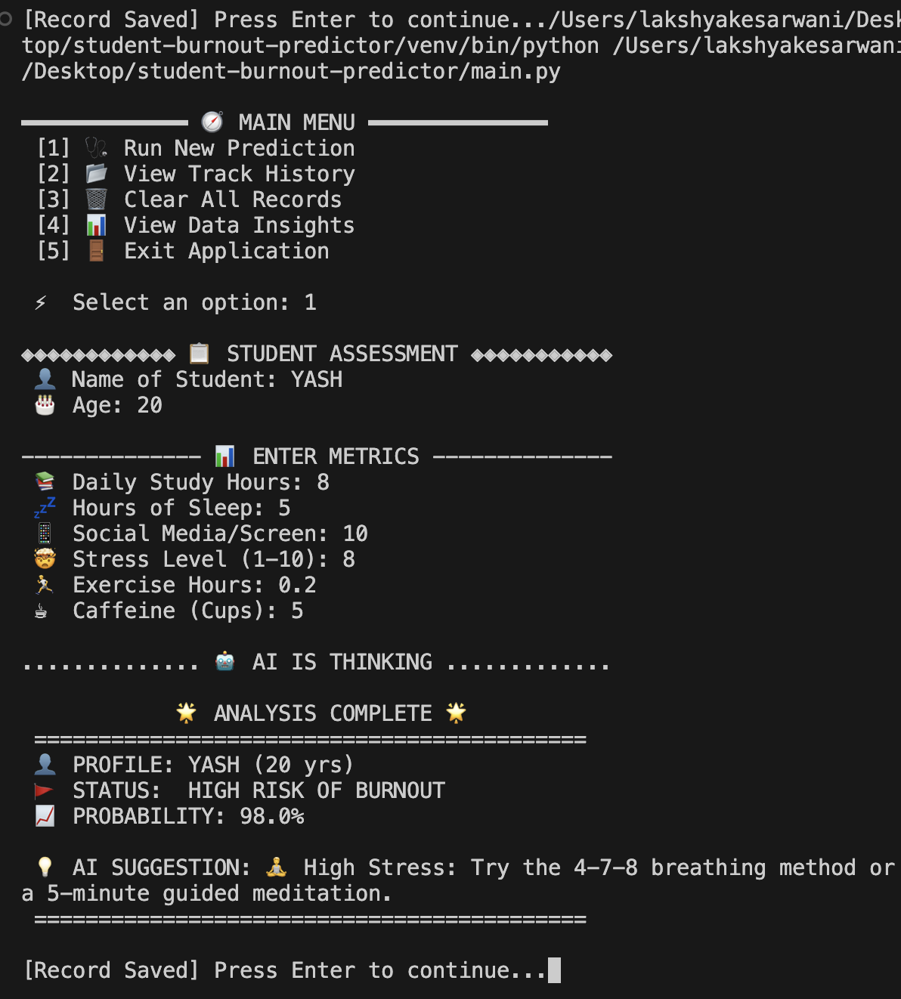 [Record Saved] Press Enter to continue.../Users/lakshyakesarwani/Desk
top/student-burnout-predictor/venv/bin/python /Users/lakshyakesarwani
/Desktop/student-burnout-predictor/main.py
MAIN MENU
[1] Run New Prediction
[2] View Track History
[3] Clear All Records
[4] View Data Insights
[5] Exit Application
Select an option: 1
STUDENT ASSESSMENT
Name of Student: YASH
Age: 20
-------------- ENTER METRICS --------------
Daily Study Hours: 8
Hours of Sleep: 5
Social Media/Screen: 10
Stress Level (1-10): 8
Exercise Hours: 0.2
Caffeine (Cups): 5
.............. AI IS THINKING .............
ANALYSIS COMPLETE
===========================================
PROFILE: YASH (20 yrs)
STATUS:  HIGH RISK OF BURNOUT
PROBABILITY: 98.0%
AI SUGGESTION: High Stress: Try the 4-7-8 breathing method or
a 5-minute guided meditation.
===========================================
[Record Saved] Press Enter to continue...